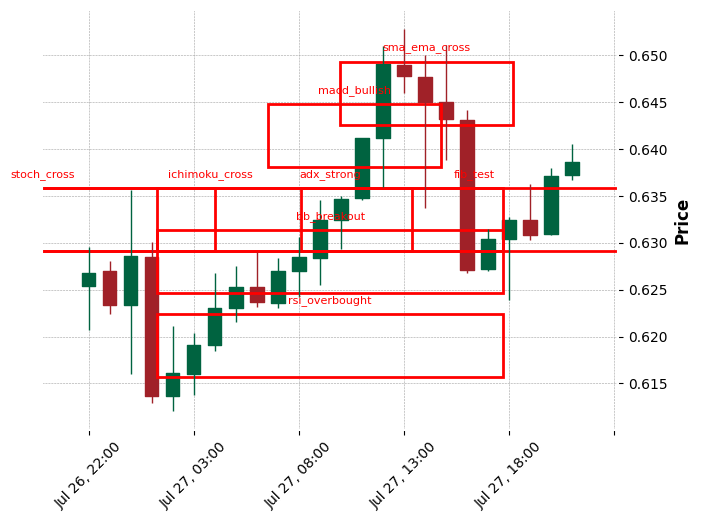 sma_ema_cross
0.650
macd_bullish
0.645
0.640
stoch_cross
ichimoku_cross
adx_strong
fib_test
0.635
bb_breakout
0.630
0.625
rsi_overbought
0.620
0.615
Price
Jul 26, 22:00
Jul 27, 03:00
Jul 27, 08:00
Jul 27, 13:00
Jul 27, 18:00